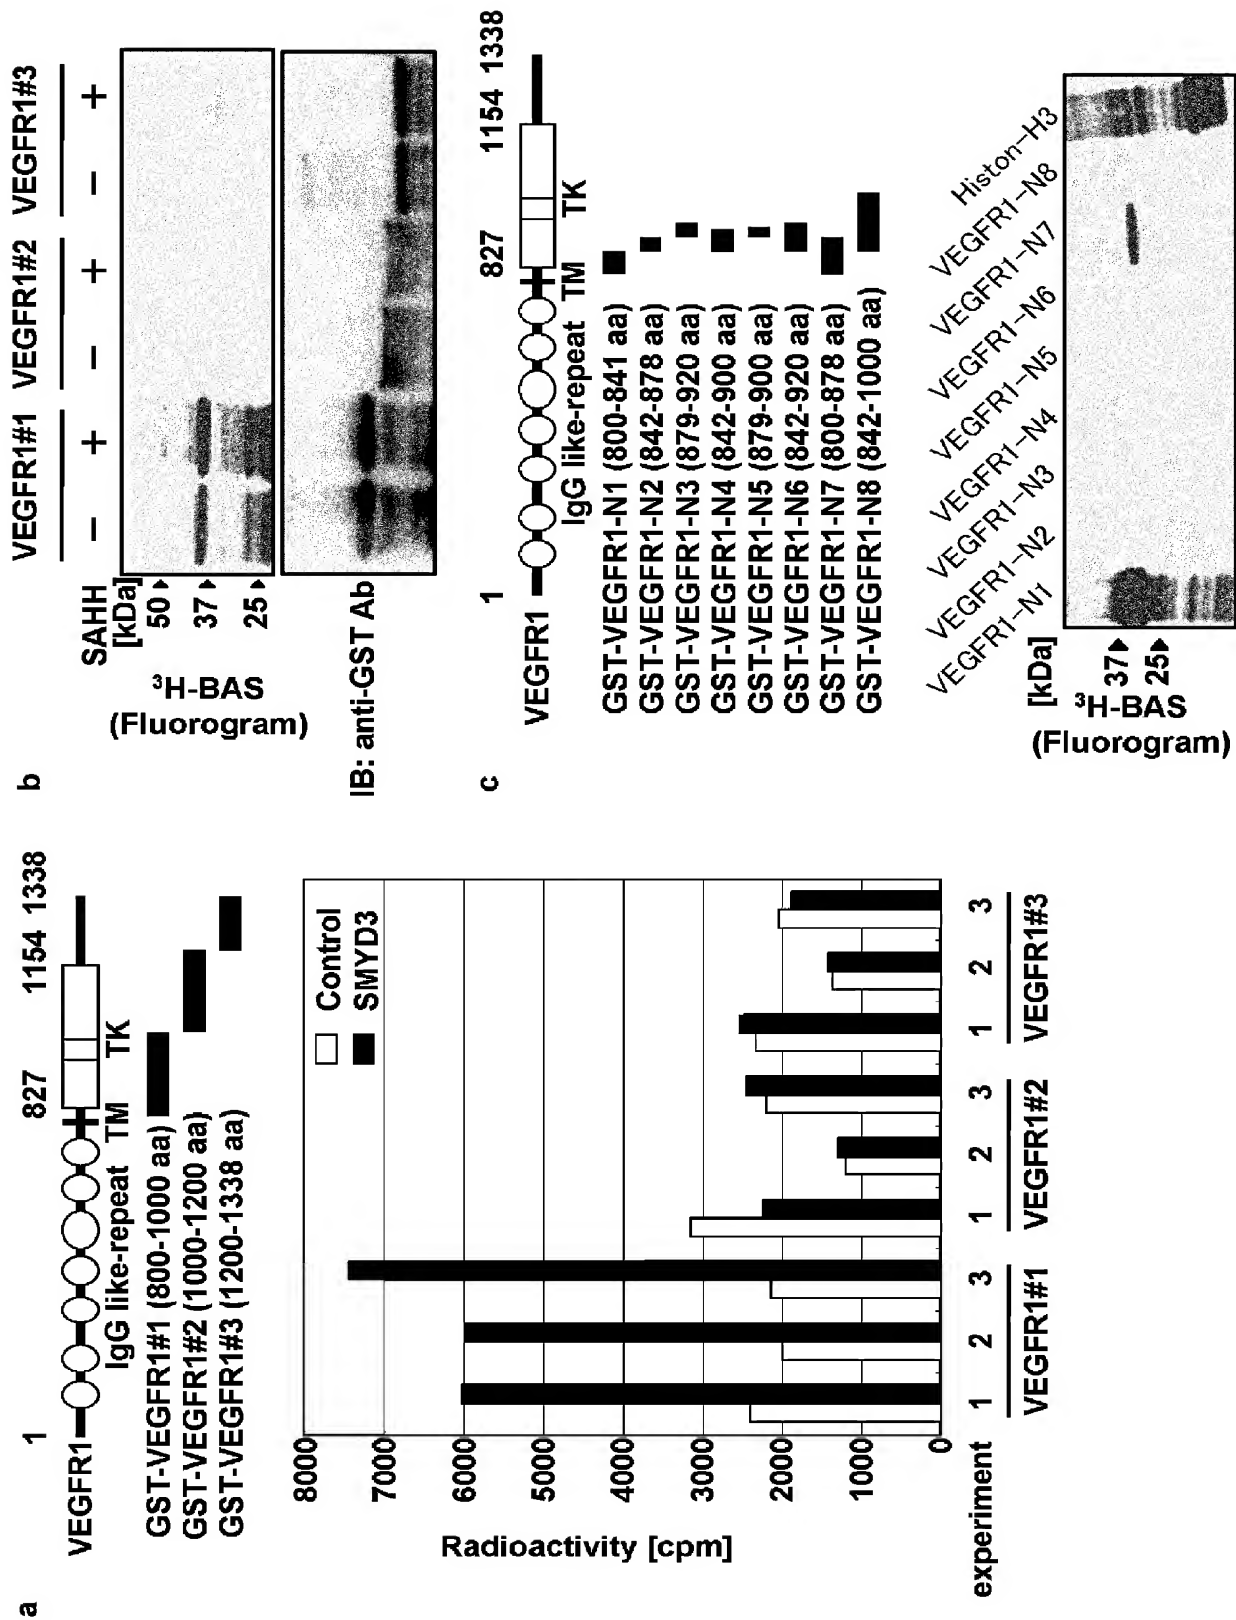 a
1 827 1154 1338
VEGFR1
IgG like-repeat TM TK
GST-VEGFR1#1 (800-1000 aa)
GST-VEGFR1#2 (1000-1200 aa)
GST-VEGFR1#3 (1200-1338 aa)
Control
SMYD3
8000
7000
6000
5000
4000
3000
2000
1000
0
Radioactivity [cpm]
experiment 1 2 3 1 2 3 1 2 3
VEGFR1#1 VEGFR1#2 VEGFR1#3
b
VEGFR1#1 VEGFR1#2 VEGFR1#3
SAHH − + − + − +
[kDa]
50
37
25
³H-BAS
(Fluorogram)
IB: anti-GST Ab
c
1 827 1154 1338
VEGFR1
IgG like-repeat TM TK
GST-VEGFR1-N1 (800-841 aa)
GST-VEGFR1-N2 (842-878 aa)
GST-VEGFR1-N3 (879-920 aa)
GST-VEGFR1-N4 (842-900 aa)
GST-VEGFR1-N5 (879-900 aa)
GST-VEGFR1-N6 (842-920 aa)
GST-VEGFR1-N7 (800-878 aa)
GST-VEGFR1-N8 (842-1000 aa)
VEGFR1-N1 VEGFR1-N2 VEGFR1-N3 VEGFR1-N4 VEGFR1-N5 VEGFR1-N6 VEGFR1-N7 VEGFR1-N8 Histon-H3
[kDa]
37
25
³H-BAS
(Fluorogram)